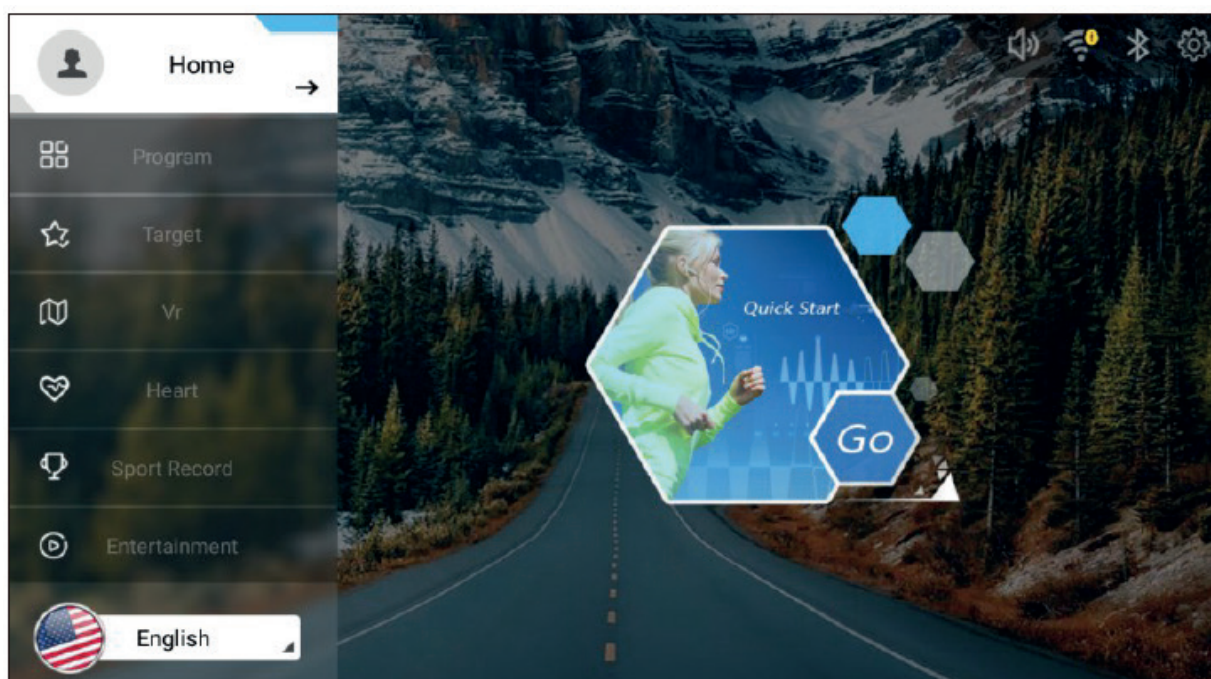 Home
Program
Target
Vr
Heart
Sport Record
Entertainment
English
Quick Start
Go